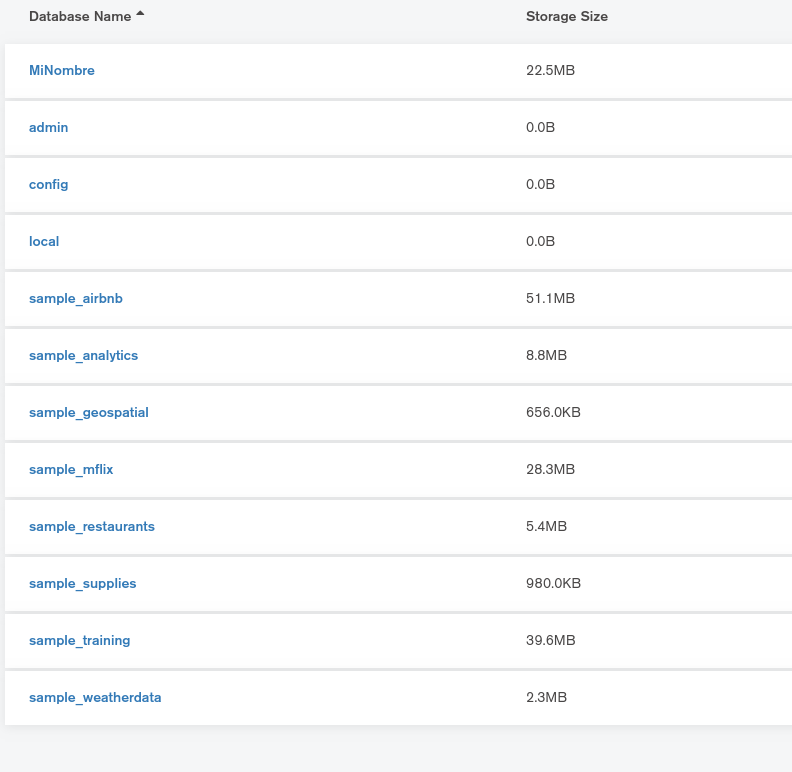 Database Name Storage Size
MiNombre 22.5MB
admin 0.0B
config 0.0B
local 0.0B
sample_airbnb 51.1MB
sample_analytics 8.8MB
sample_geospatial 656.0KB
sample_mflix 28.3MB
sample_restaurants 5.4MB
sample_supplies 980.0KB
sample_training 39.6MB
sample_weatherdata 2.3MB